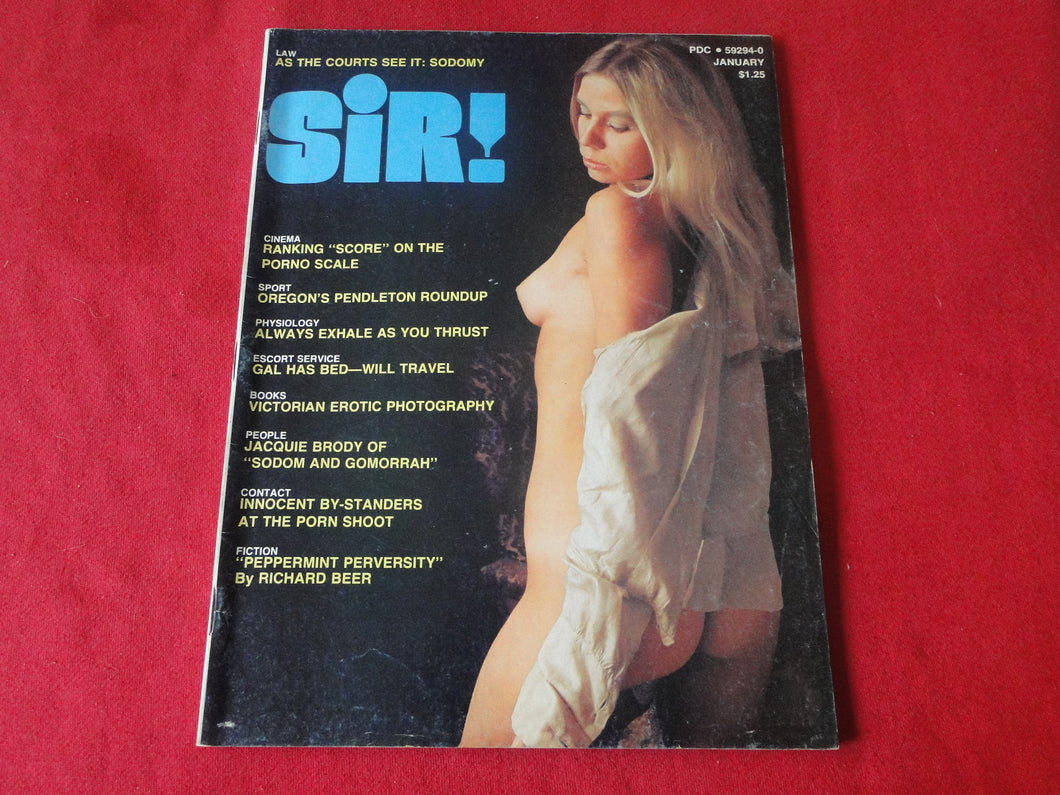 LAW
AS THE COURTS SEE IT: SODOMY
PDC • 59294-0
JANUARY
$1.25
SiR!
CINEMA
RANKING "SCORE" ON THE
PORNO SCALE
SPORT
OREGON'S PENDLETON ROUNDUP
PHYSIOLOGY
ALWAYS EXHALE AS YOU THRUST
ESCORT SERVICE
GAL HAS BED—WILL TRAVEL
BOOKS
VICTORIAN EROTIC PHOTOGRAPHY
PEOPLE
JACQUIE BRODY OF
"SODOM AND GOMORRAH"
CONTACT
INNOCENT BY-STANDERS
AT THE PORN SHOOT
FICTION
"PEPPERMINT PERVERSITY"
By RICHARD BEER